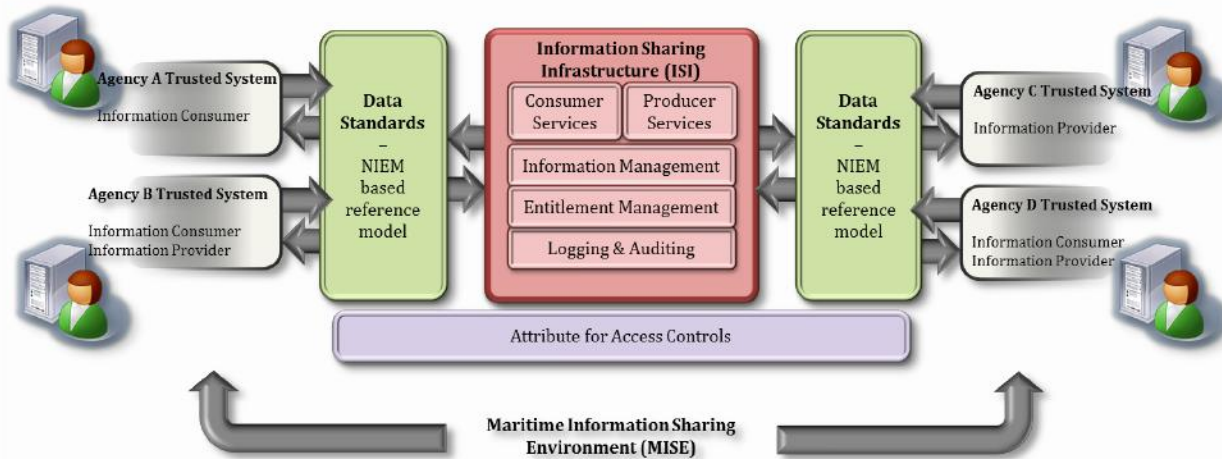 Agency A Trusted System
Information Consumer
Agency B Trusted System
Information Consumer
Information Provider
Data
Standards
–
NIEM
based
reference
model
Information Sharing
Infrastructure (ISI)
Consumer
Services
Producer
Services
Information Management
Entitlement Management
Logging & Auditing
Data
Standards
–
NIEM
based
reference
model
Agency C Trusted System
Information Provider
Agency D Trusted System
Information Consumer
Information Provider
Attribute for Access Controls
Maritime Information Sharing
Environment (MISE)